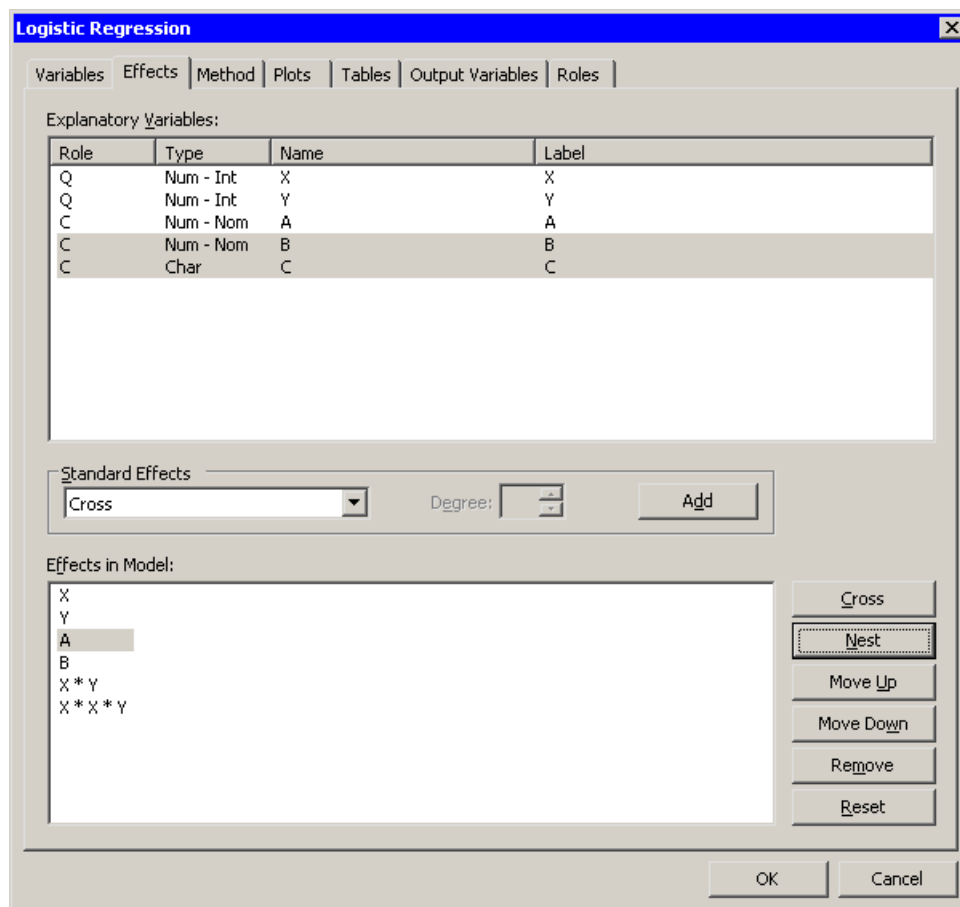 Logistic Regression
Variables Effects Method Plots Tables Output Variables Roles
Explanatory Variables:
Role Type Name Label
Q Num - Int X X
Q Num - Int Y Y
C Num - Nom A A
C Num - Nom B B
C Char C C
Standard Effects
Cross Degree: Add
Effects in Model:
X
Y
A
B
X * Y
X * X * Y
Cross
Nest
Move Up
Move Down
Remove
Reset
OK Cancel